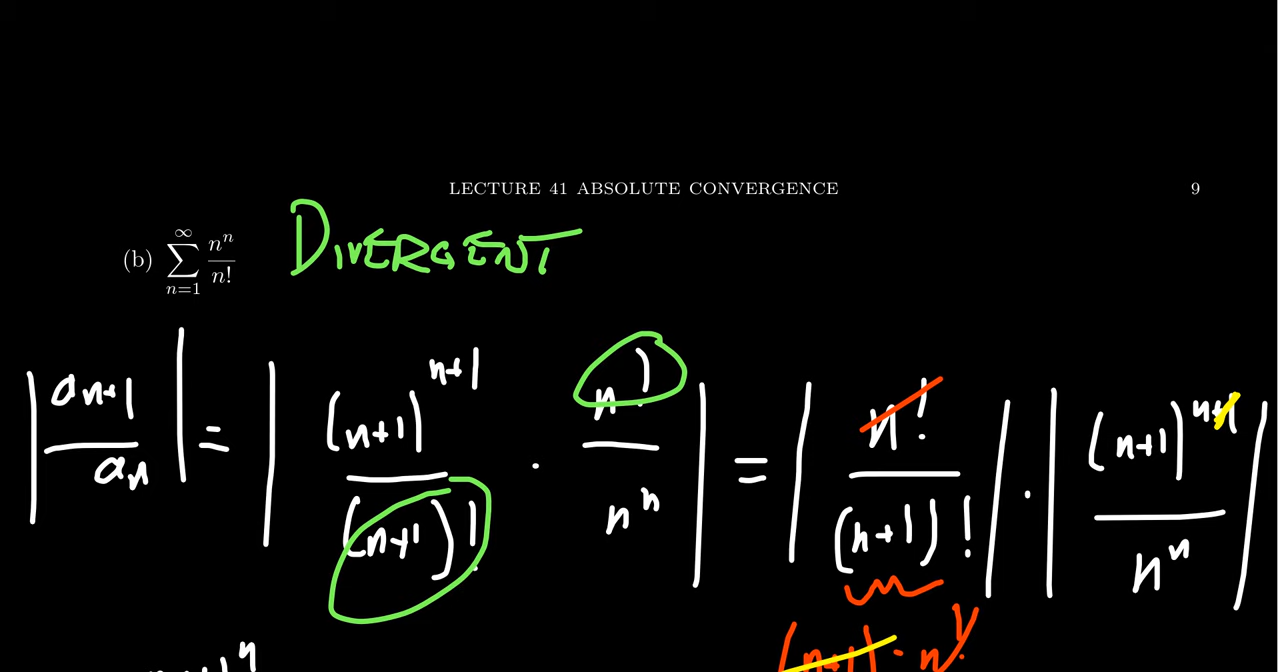 LECTURE 41 ABSOLUTE CONVERGENCE 9
(b) ∑_{n=1}^{∞} n^n/n! DIVERGENT
|a_{n+1}/a_n| = |(n+1)^{n+1}/(n+1)! · n!/n^n| = |n!/(n+1)!| · |(n+1)^{n+1}/n^n|
(n+1) · n!